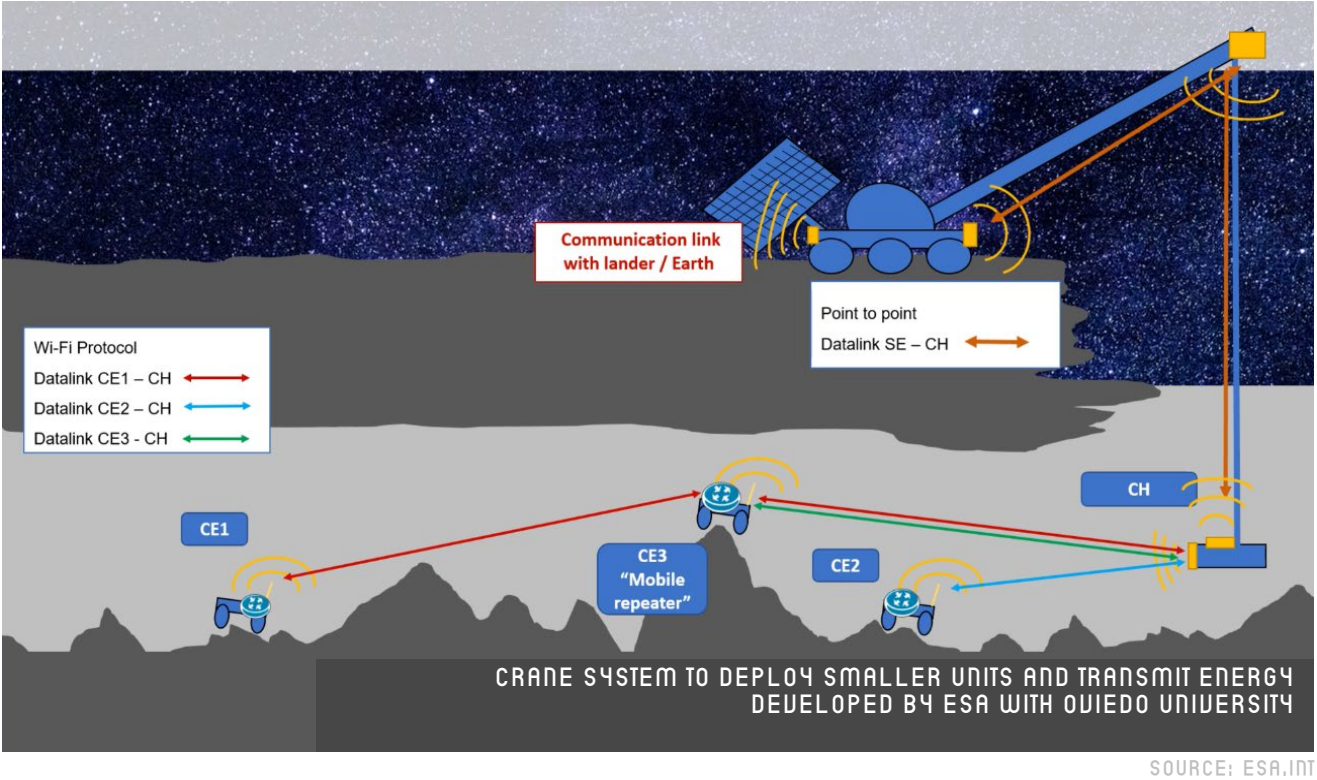 Communication link
with lander / Earth
Point to point
Datalink SE – CH
Wi-Fi Protocol
Datalink CE1 – CH
Datalink CE2 – CH
Datalink CE3 - CH
CH
CE1
CE3
“Mobile
repeater”
CE2
CRANE SYSTEM TO DEPLOY SMALLER UNITS AND TRANSMIT ENERGY
DEVELOPED BY ESA WITH OVIEDO UNIVERSITY
SOURCE: ESA.INT